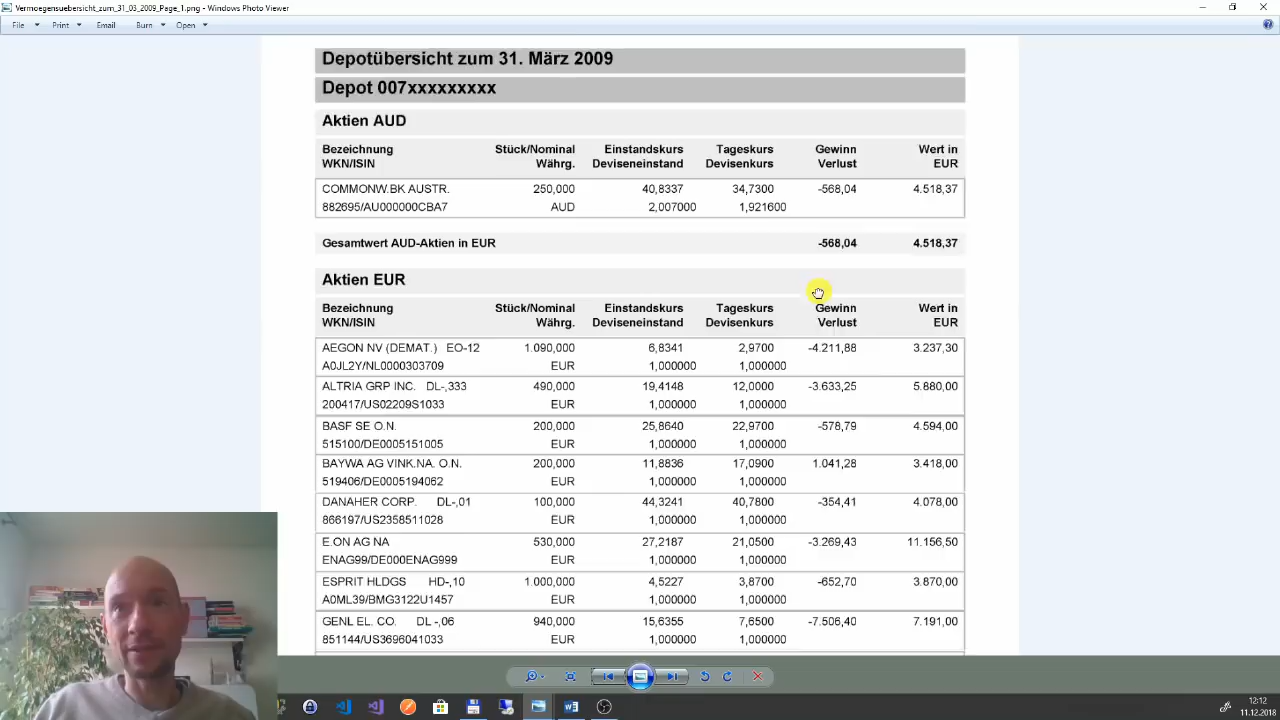 Vermoegensuebersicht_zum_31_03_2009_Page_1.png - Windows Photo Viewer
File Print Email Burn Open
Depotübersicht zum 31. März 2009
Depot 007xxxxxxxxx
Aktien AUD
Bezeichnung Stück/Nominal Einstandskurs Tageskurs Gewinn Wert in
WKN/ISIN Währg. Deviseneinstand Devisenkurs Verlust EUR
COMMONW.BK AUSTR. 250,000 40,8337 34,7300 -568,04 4.518,37
882695/AU000000CBA7 AUD 2,007000 1,921600
Gesamtwert AUD-Aktien in EUR -568,04 4.518,37
Aktien EUR
Bezeichnung Stück/Nominal Einstandskurs Tageskurs Gewinn Wert in
WKN/ISIN Währg. Deviseneinstand Devisenkurs Verlust EUR
AEGON NV (DEMAT.) EO-12 1.090,000 6,8341 2,9700 -4.211,88 3.237,30
A0JL2Y/NL0000303709 EUR 1,000000 1,000000
ALTRIA GRP INC. DL-,333 490,000 19,4148 12,0000 -3.633,25 5.880,00
200417/US02209S1033 EUR 1,000000 1,000000
BASF SE O.N. 200,000 25,8640 22,9700 -578,79 4.594,00
515100/DE0005151005 EUR 1,000000 1,000000
BAYWA AG VINK.NA. O.N. 200,000 11,8836 17,0900 1.041,28 3.418,00
519406/DE0005194062 EUR 1,000000 1,000000
DANAHER CORP. DL-,01 100,000 44,3241 40,7800 -354,41 4.078,00
866197/US2358511028 EUR 1,000000 1,000000
E.ON AG NA 530,000 27,2187 21,0500 -3.269,43 11.156,50
ENAG99/DE000ENAG999 EUR 1,000000 1,000000
ESPRIT HLDGS HD-,10 1.000,000 4,5227 3,8700 -652,70 3.870,00
A0ML39/BMG3122U1457 EUR 1,000000 1,000000
GENL EL. CO. DL -,06 940,000 15,6355 7,6500 -7.506,40 7.191,00
851144/US3696041033 EUR 1,000000 1,000000
12:12
11.12.2018